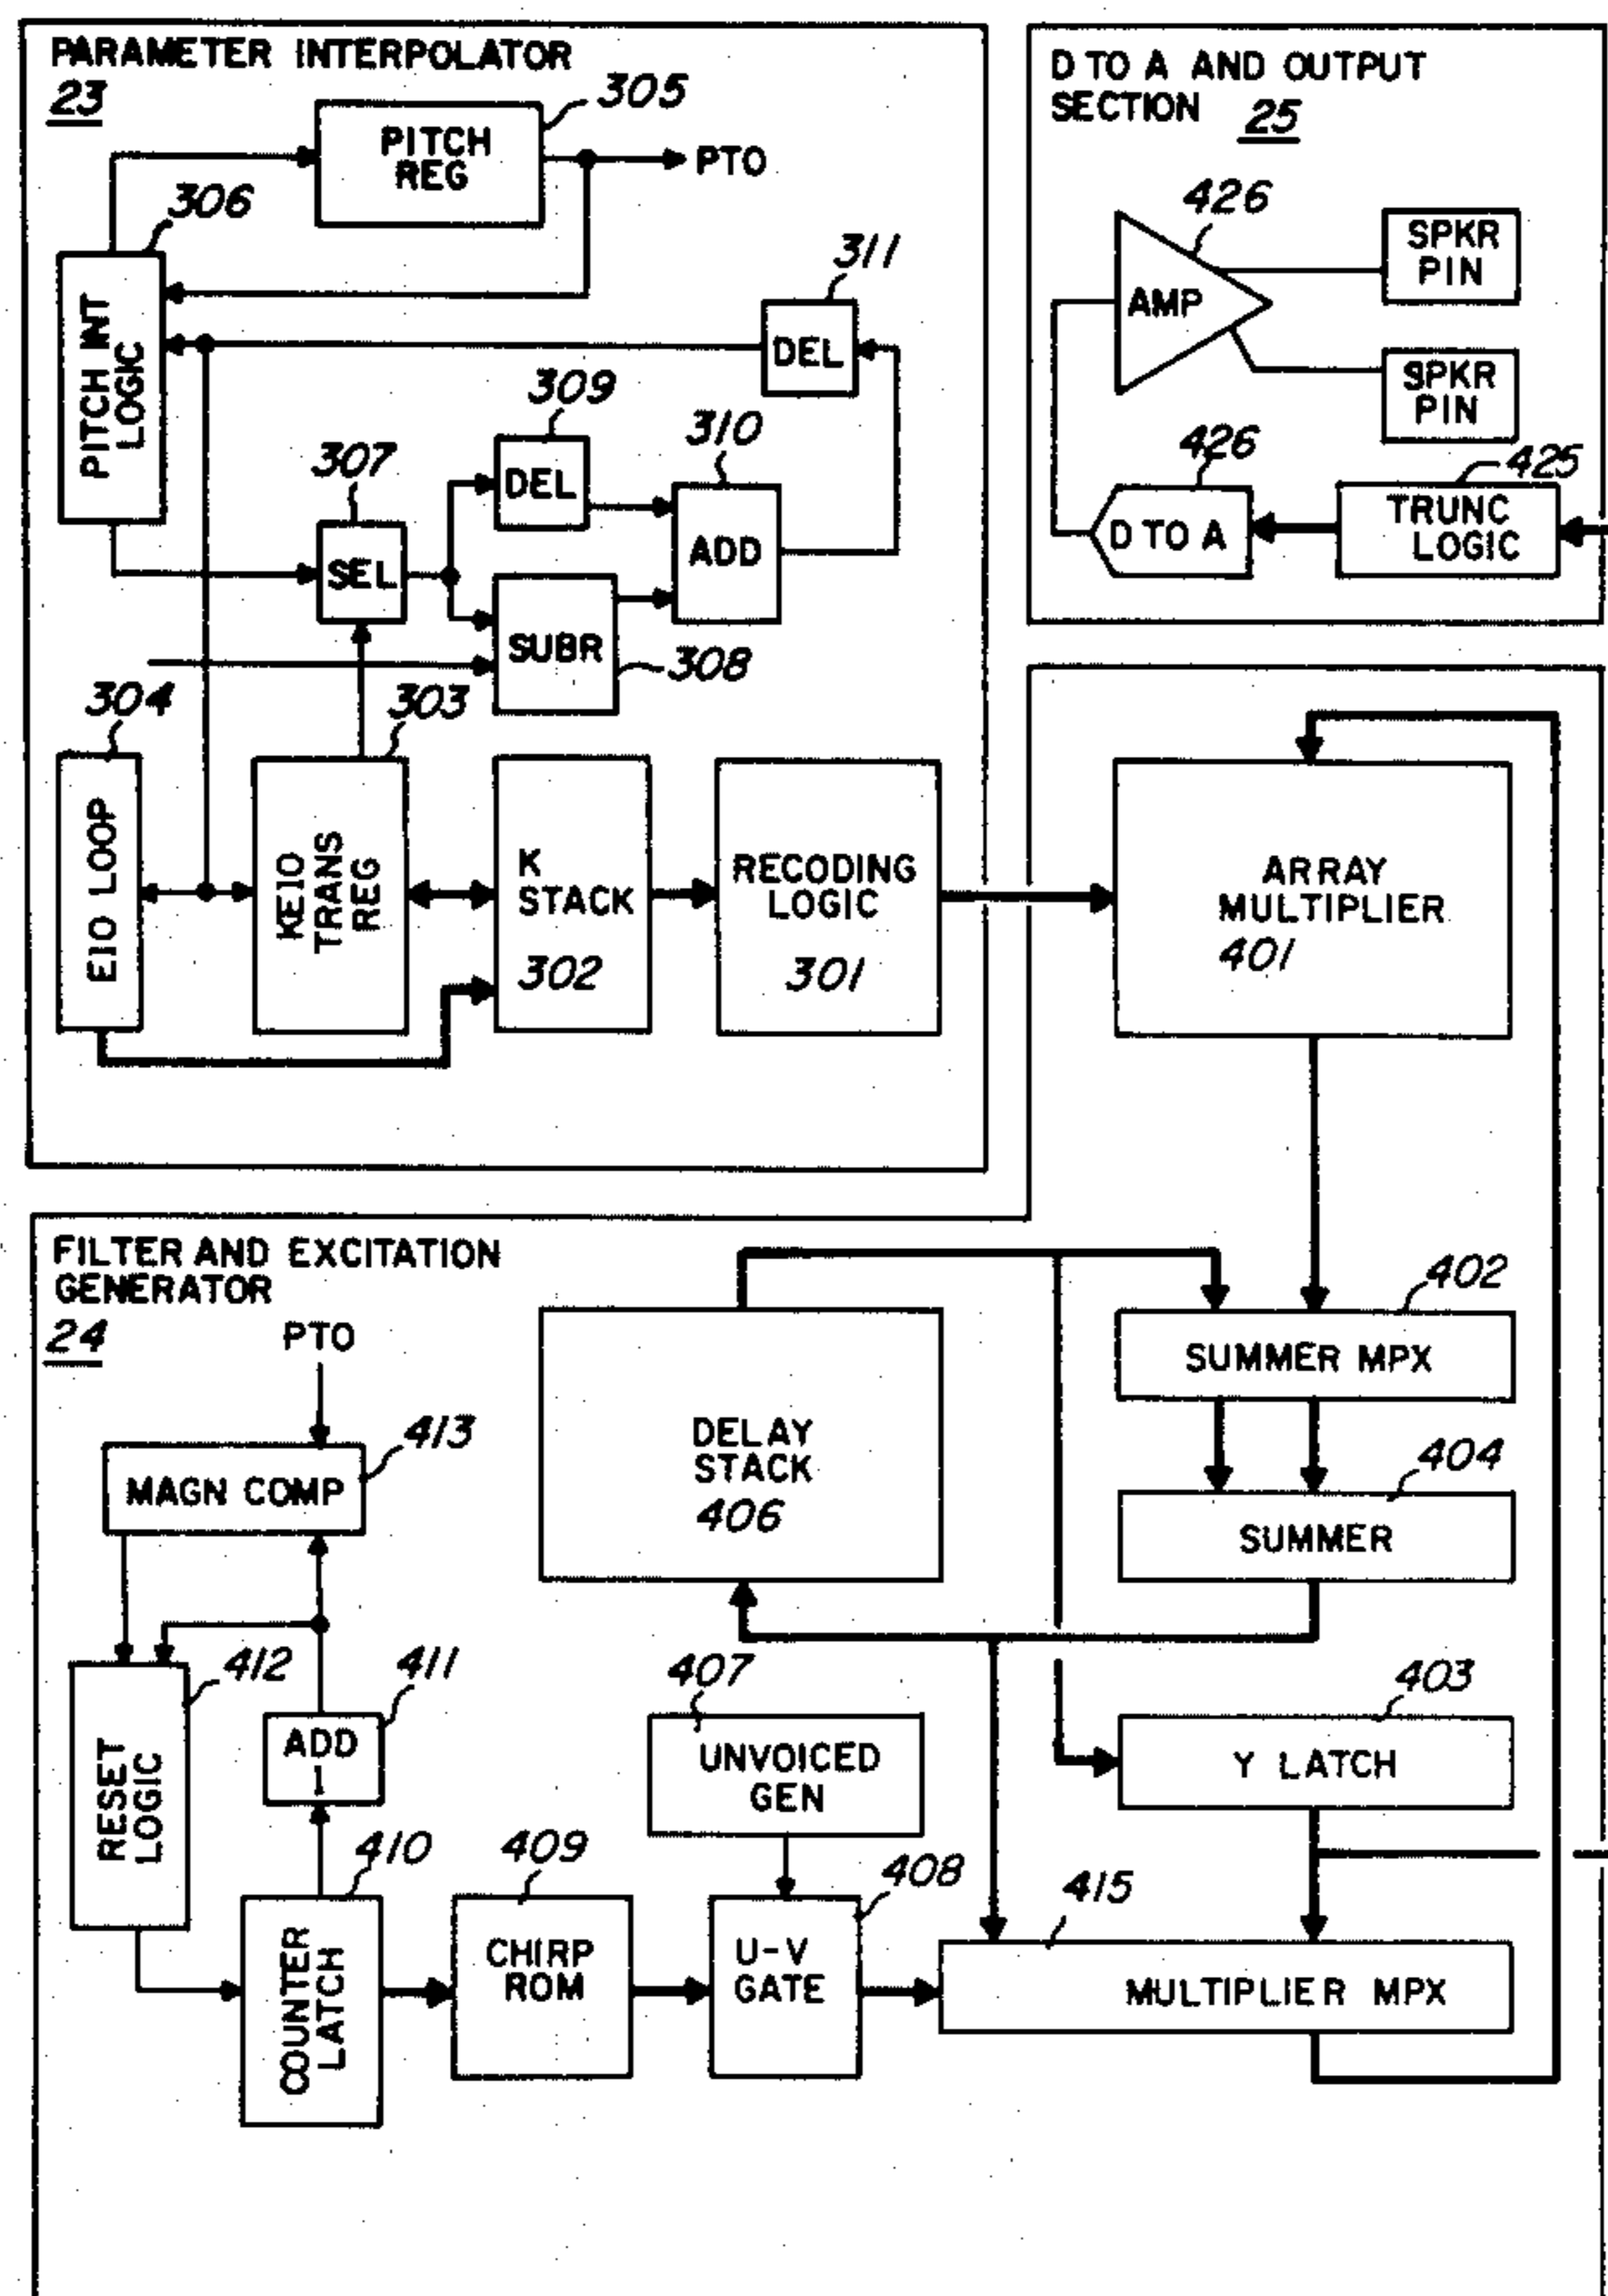 PARAMETER INTERPOLATOR
23
305
PITCH
REG
PTO
306
PITCH INT
LOGIC
311
DEL
309
DEL
310
ADD
307
SEL
SUBR
308
304
EIO LOOP
303
KEIO
TRANS
REG
K
STACK
302
RECODING
LOGIC
301
D TO A AND OUTPUT
SECTION 25
426
AMP
SPKR
PIN
SPKR
PIN
426
D TO A
425
TRUNC
LOGIC
ARRAY
MULTIPLIER
401
FILTER AND EXCITATION
GENERATOR
24
PTO
413
MAGN COMP
DELAY
STACK
406
402
SUMMER MPX
404
SUMMER
412
RESET
LOGIC
411
ADD
1
407
UNVOICED
GEN
403
Y LATCH
410
COUNTER
LATCH
409
CHIRP
ROM
408
U-V
GATE
415
MULTIPLIER MPX